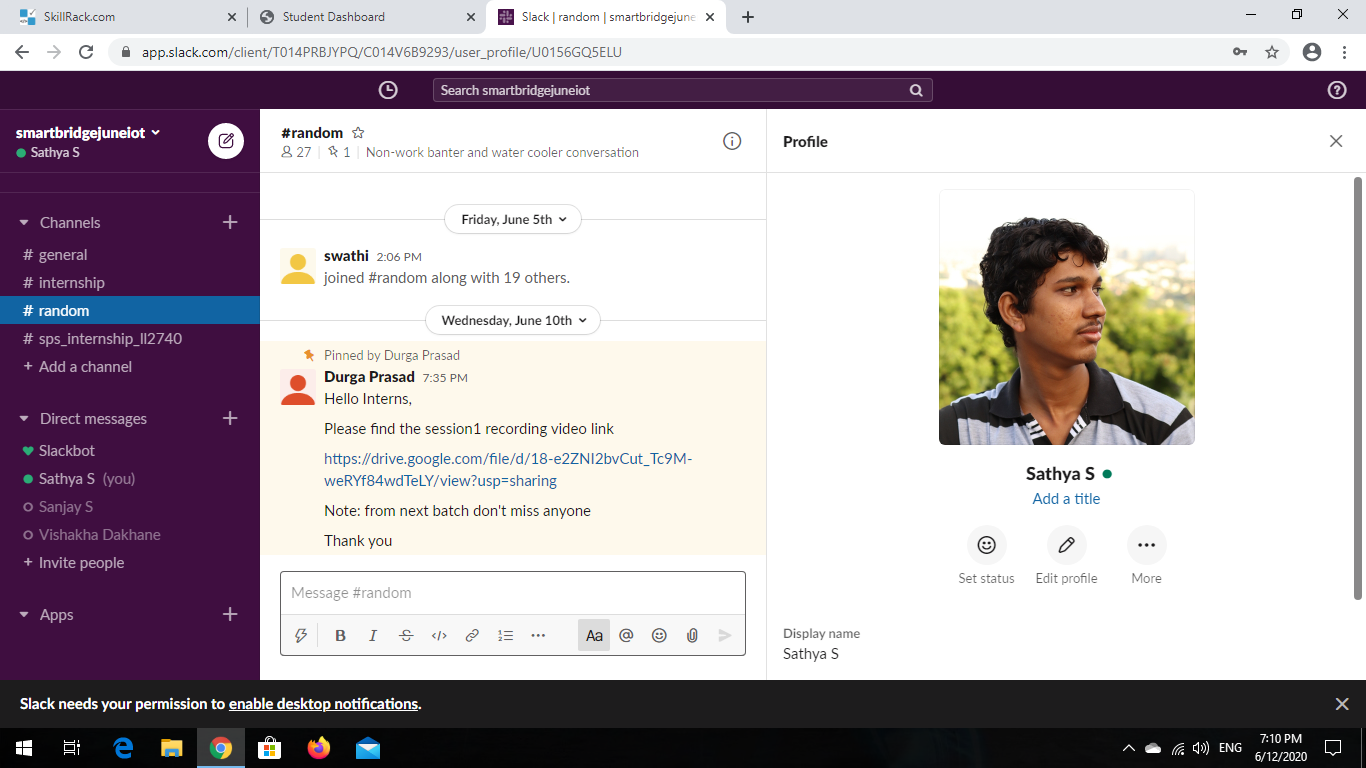 SkillRack.com
Student Dashboard
Slack | random | smartbridgejune
app.slack.com/client/T014PRBJYPQ/C014V6B9293/user_profile/U0156GQ5ELU
Search smartbridgejuneiot
smartbridgejuneiot
Sathya S
Channels
# general
# internship
# random
# sps_internship_ll2740
+ Add a channel
Direct messages
Slackbot
Sathya S (you)
Sanjay S
Vishakha Dakhane
+ Invite people
Apps
#random
27 | 1 | Non-work banter and water cooler conversation
Friday, June 5th
swathi 2:06 PM
joined #random along with 19 others.
Wednesday, June 10th
Pinned by Durga Prasad
Durga Prasad 7:35 PM
Hello Interns,
Please find the session1 recording video link
https://drive.google.com/file/d/18-e2ZNI2bvCut_Tc9M-
weRYf84wdTeLY/view?usp=sharing
Note: from next batch don't miss anyone
Thank you
Message #random
B I S </> Aa @
Profile
Sathya S
Add a title
Set status Edit profile More
Display name
Sathya S
Slack needs your permission to enable desktop notifications.
ENG
7:10 PM
6/12/2020